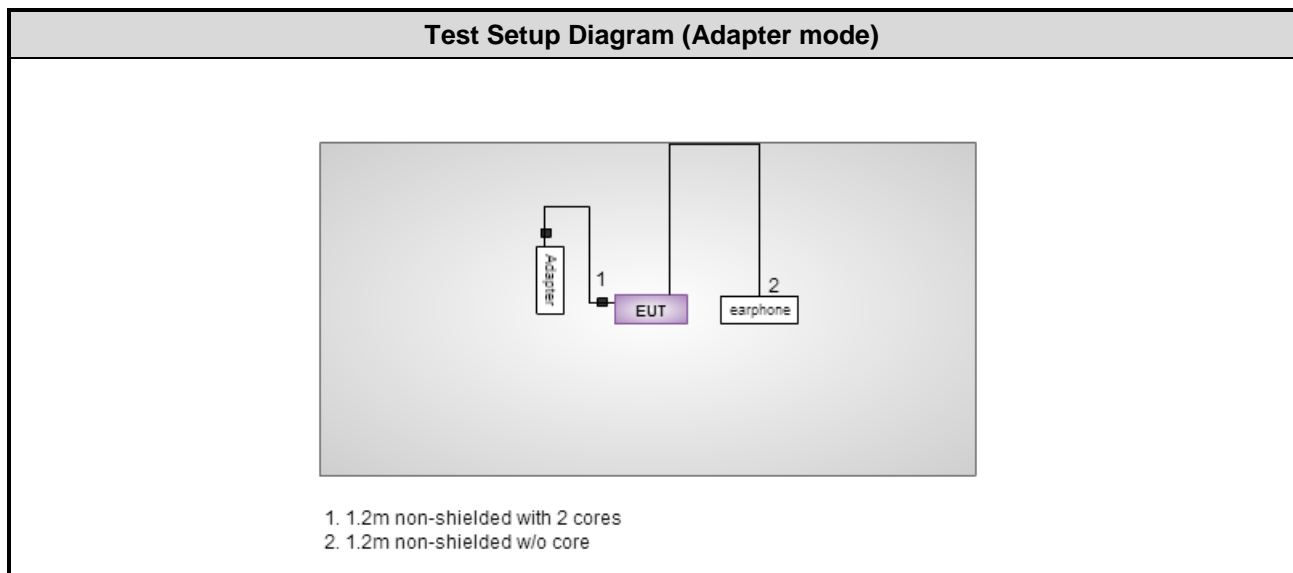 Test Setup Diagram (Adapter mode)
Adapter
1
EUT
2
earphone
1. 1.2m non-shielded with 2 cores
2. 1.2m non-shielded w/o core